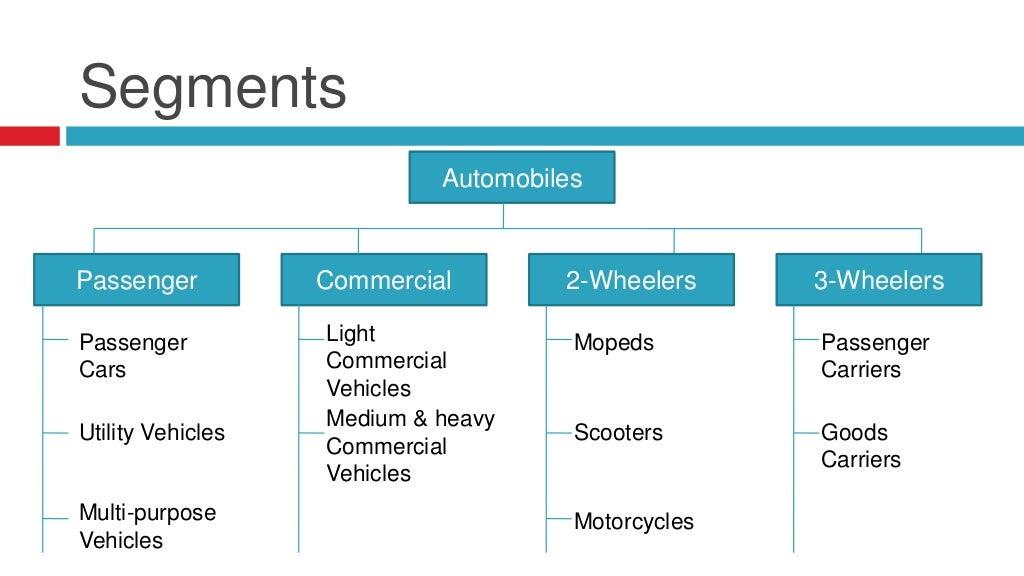 Segments
Automobiles
Passenger
Commercial
2-Wheelers
3-Wheelers
Passenger
Cars
Utility Vehicles
Multi-purpose
Vehicles
Light
Commercial
Vehicles
Medium & heavy
Commercial
Vehicles
Mopeds
Scooters
Motorcycles
Passenger
Carriers
Goods
Carriers